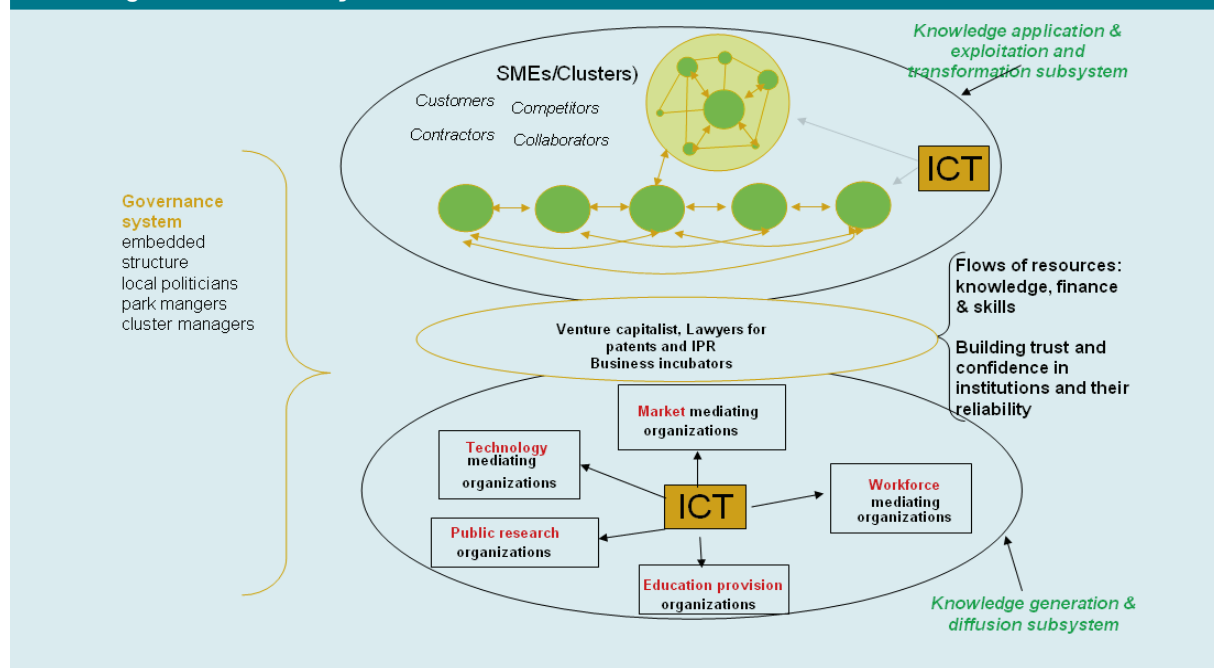 Knowledge application &
exploitation and
transformation subsystem
SMEs/Clusters)
Customers
Competitors
Contractors
Collaborators
ICT
Governance
system
embedded
structure
local politicians
park mangers
cluster managers
Flows of resources:
knowledge, finance
& skills
Building trust and
confidence in
institutions and their
reliability
Venture capitalist, Lawyers for
patents and IPR
Business incubators
Market mediating
organizations
Technology
mediating
organizations
ICT
Workforce
mediating
organizations
Public research
organizations
Education provision
organizations
Knowledge generation &
diffusion subsystem